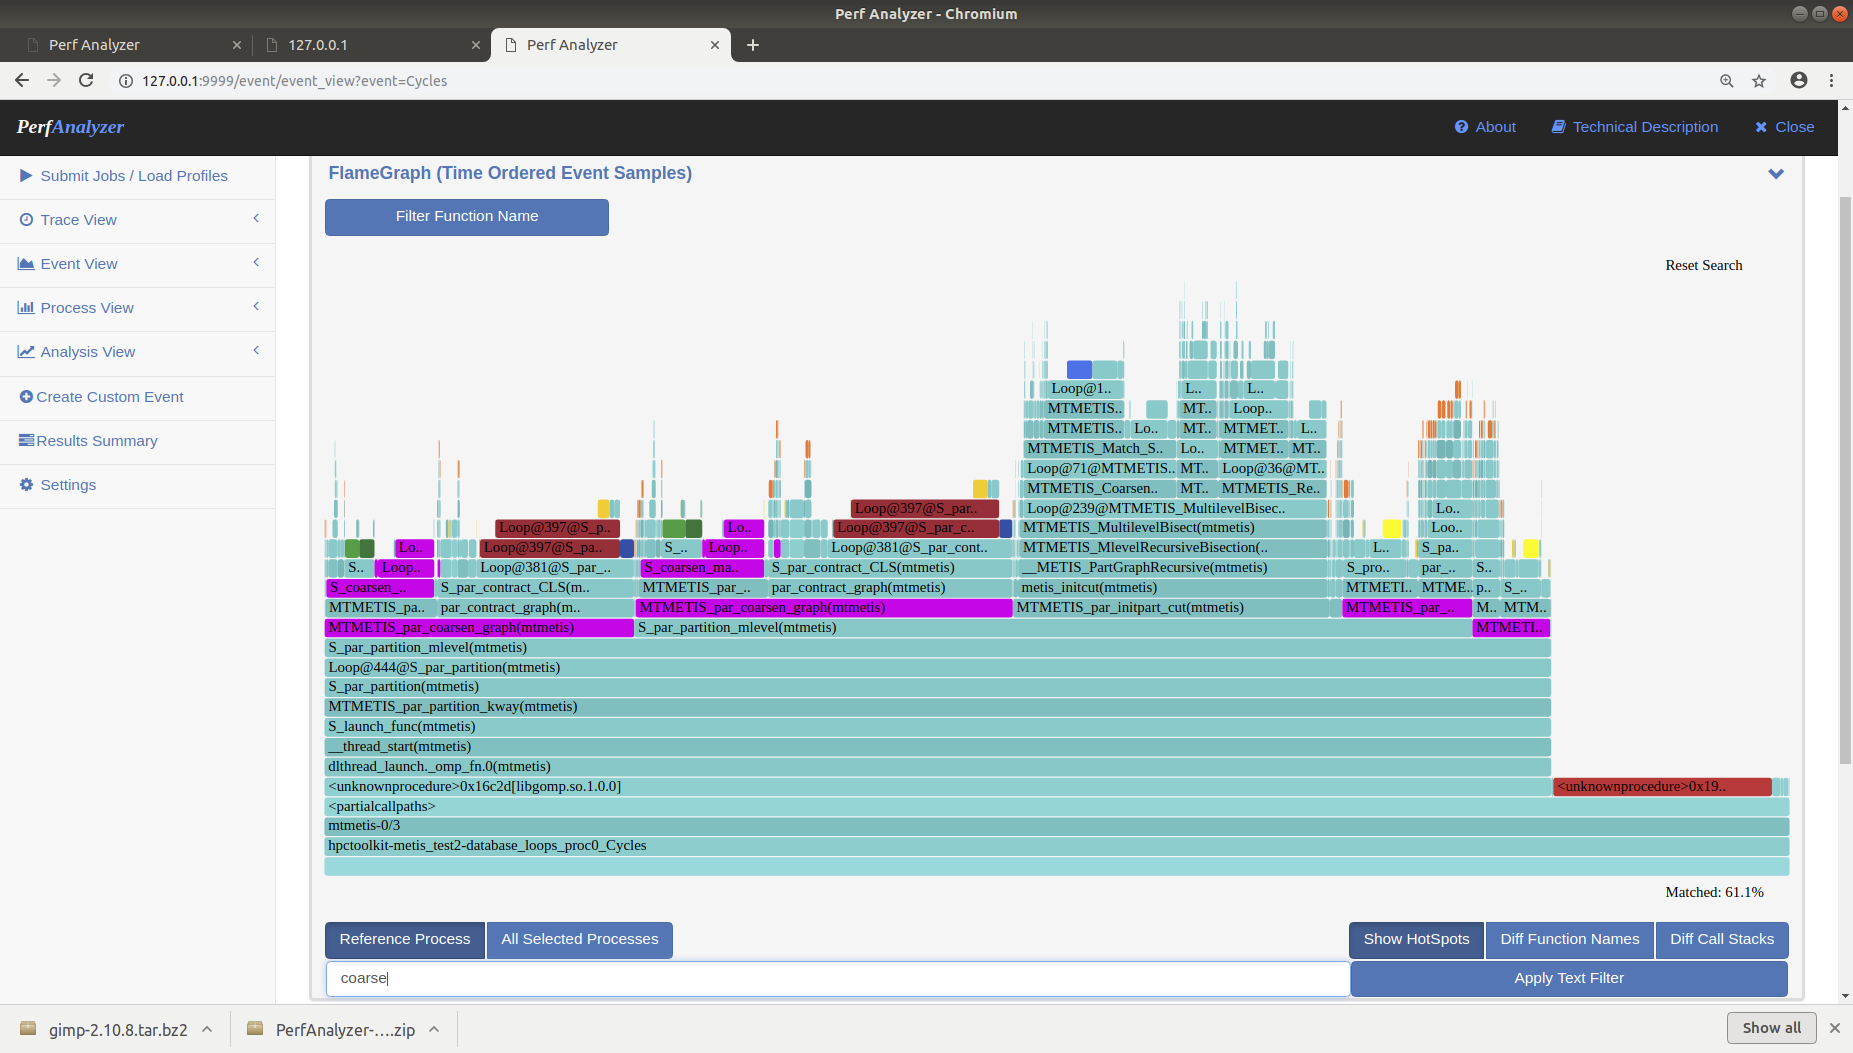 Perf Analyzer - Chromium
Perf Analyzer
127.0.0.1
Perf Analyzer
127.0.0.1:9999/event/event_view?event=Cycles
PerfAnalyzer
About
Technical Description
Close
Submit Jobs / Load Profiles
Trace View
Event View
Process View
Analysis View
Create Custom Event
Results Summary
Settings
FlameGraph (Time Ordered Event Samples)
Filter Function Name
Reset Search
Loop@1.. L.. L..
MTMETIS.. MT.. Loop..
MTMETIS.. Lo.. MT.. MTMET.. L..
MTMETIS_Match_S.. Lo.. MTMET.. MT..
Loop@71@MTMETIS.. MT.. Loop@36@MT..
MTMETIS_Coarsen.. MT.. MTMETIS_Re..
Loop@397@S_par.. Loop@239@MTMETIS_MultilevelBisec.. Lo..
Loop@397@S_p.. Lo.. Loop@397@S_par_c.. MTMETIS_MultilevelBisect(mtmetis) Loo..
Lo.. Loop@397@S_pa.. S_.. Loop.. Loop@381@S_par_cont.. MTMETIS_MlevelRecursiveBisection(.. L.. S_pa..
S.. Loop.. Loop@381@S_par_.. S_coarsen_ma.. S_par_contract_CLS(mtmetis) __METIS_PartGraphRecursive(mtmetis) S_pro.. par_.. S..
S_coarsen_.. S_par_contract_CLS(m.. MTMETIS_par_.. par_contract_graph(mtmetis) metis_initcut(mtmetis) MTMETI.. MTME.. p.. S_..
MTMETIS_pa.. par_contract_graph(m.. MTMETIS_par_coarsen_graph(mtmetis) MTMETIS_par_initpart_cut(mtmetis) MTMETIS_par_.. M.. MTM..
MTMETIS_par_coarsen_graph(mtmetis) S_par_partition_mlevel(mtmetis) MTMETI..
S_par_partition_mlevel(mtmetis)
Loop@444@S_par_partition(mtmetis)
S_par_partition(mtmetis)
MTMETIS_par_partition_kway(mtmetis)
S_launch_func(mtmetis)
__thread_start(mtmetis)
dlthread_launch._omp_fn.0(mtmetis)
<unknownprocedure>0x16c2d[libgomp.so.1.0.0] <unknownprocedure>0x19..
<partialcallpaths>
mtmetis-0/3
hpctoolkit-metis_test2-database_loops_proc0_Cycles
Matched: 61.1%
Reference Process
All Selected Processes
Show HotSpots
Diff Function Names
Diff Call Stacks
coarse
Apply Text Filter
gimp-2.10.8.tar.bz2
PerfAnalyzer-....zip
Show all